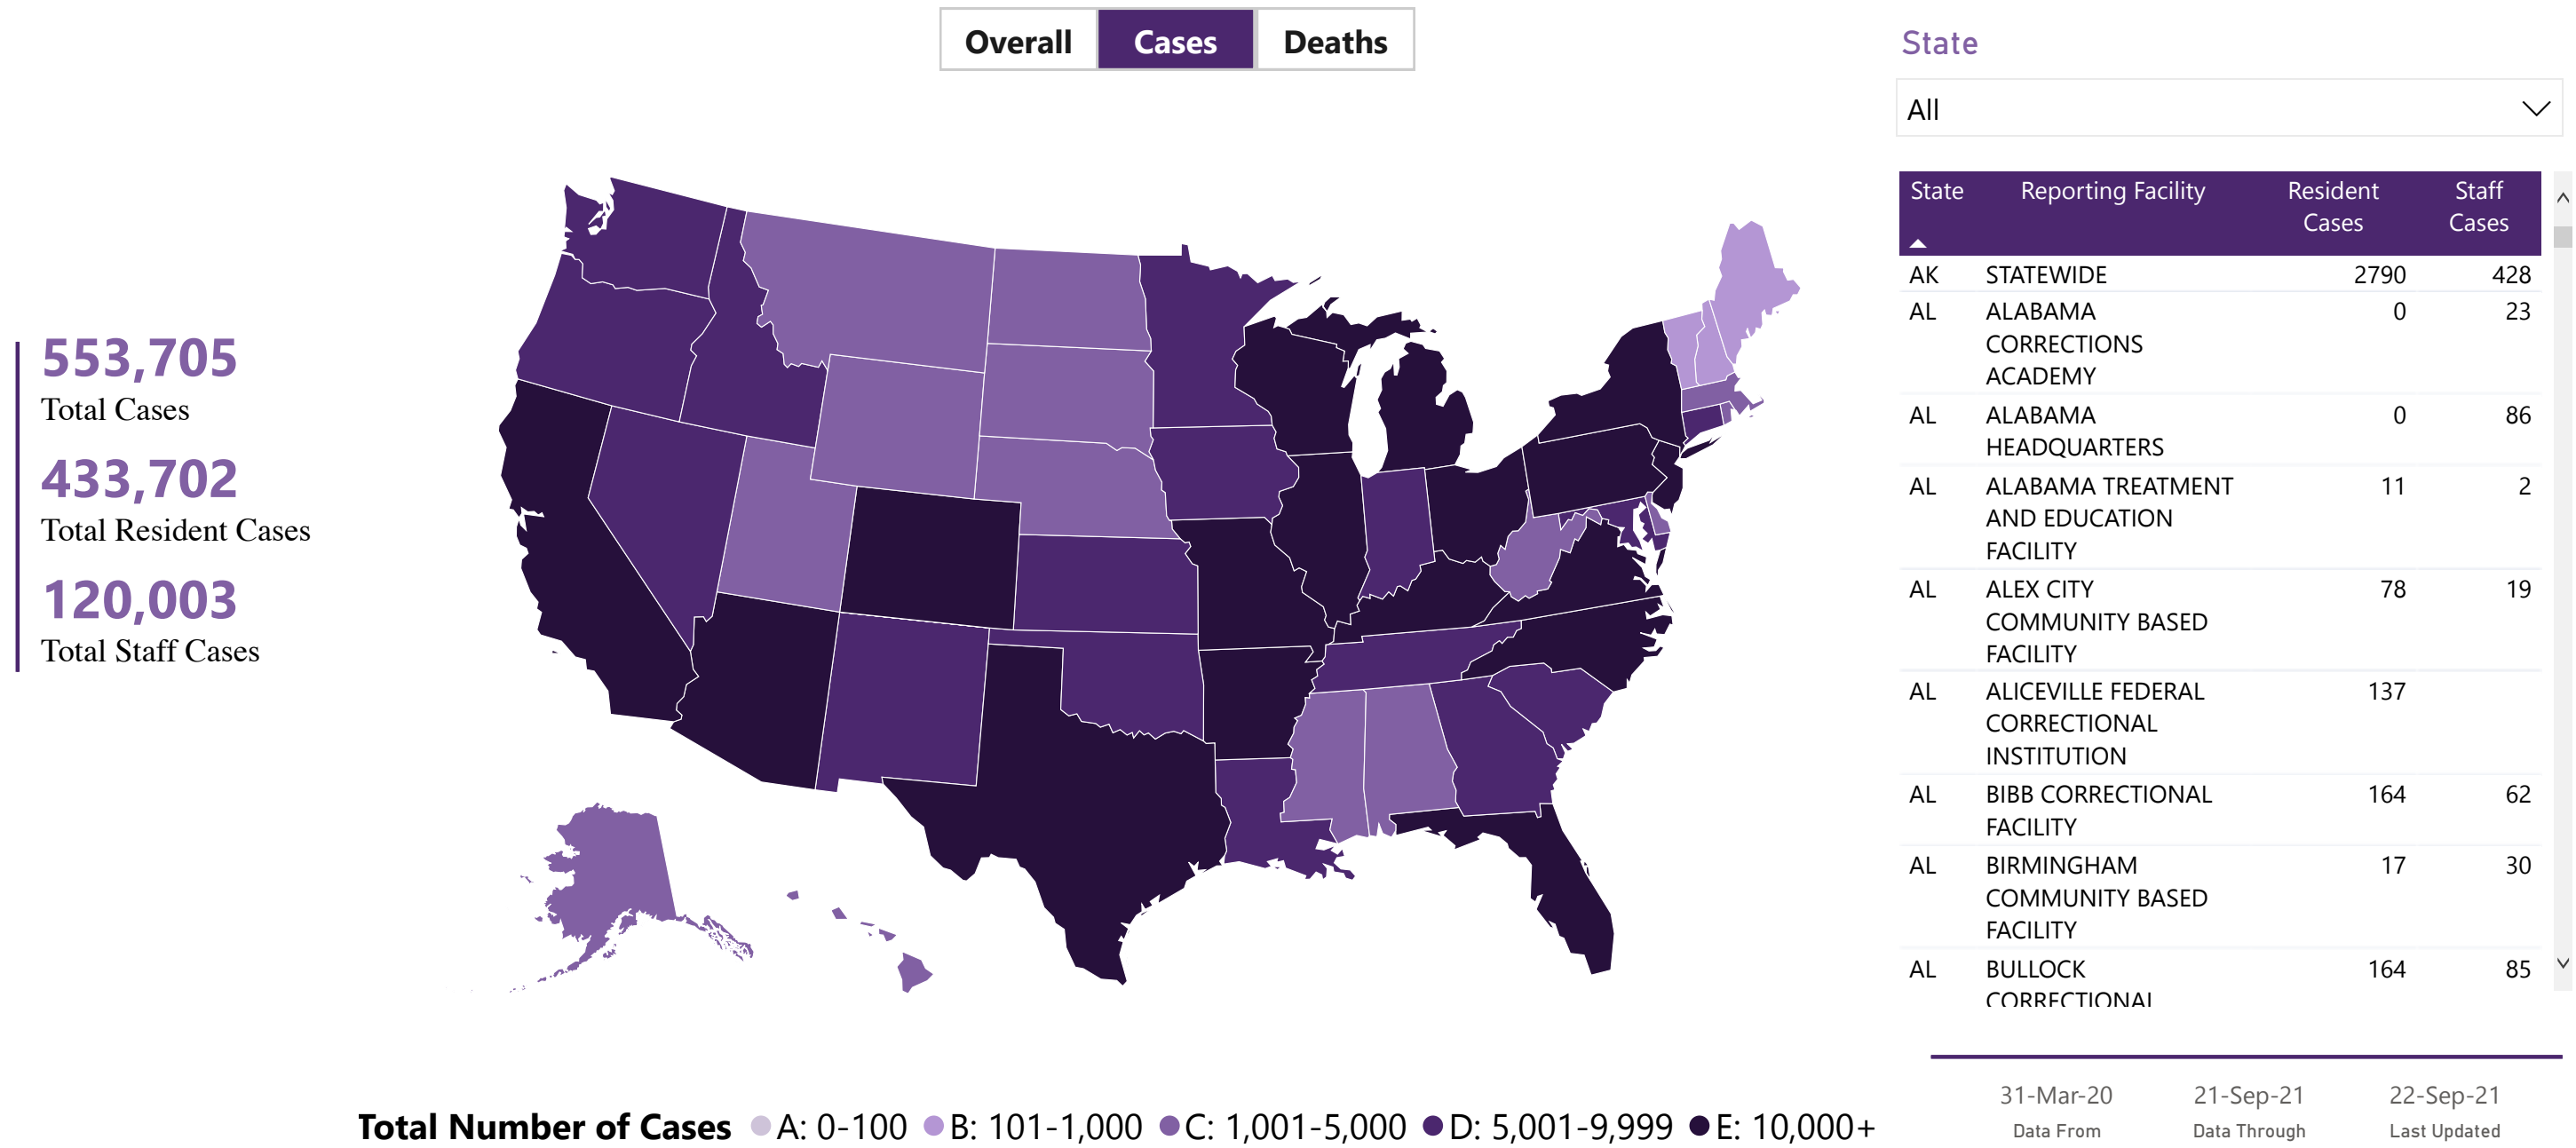 Overall Cases Deaths
553,705
Total Cases
433,702
Total Resident Cases
120,003
Total Staff Cases
Total Number of Cases A: 0-100 B: 101-1,000 C: 1,001-5,000 D: 5,001-9,999 E: 10,000+
State
All
State Reporting Facility Resident Staff
Cases Cases
AK STATEWIDE 2790 428
AL ALABAMA 0 23
CORRECTIONS
ACADEMY
AL ALABAMA 0 86
HEADQUARTERS
AL ALABAMA TREATMENT 11 2
AND EDUCATION
FACILITY
AL ALEX CITY 78 19
COMMUNITY BASED
FACILITY
AL ALICEVILLE FEDERAL 137
CORRECTIONAL
INSTITUTION
AL BIBB CORRECTIONAL 164 62
FACILITY
AL BIRMINGHAM 17 30
COMMUNITY BASED
FACILITY
AL BULLOCK 164 85
CORRECTIONAL
31-Mar-20 21-Sep-21 22-Sep-21
Data From Data Through Last Updated